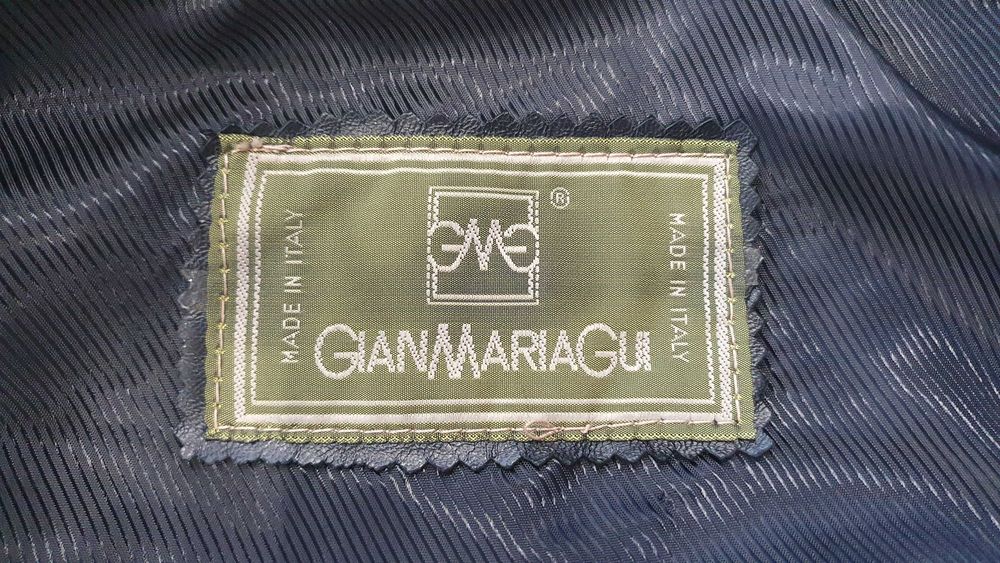 GMG
®
MADE IN ITALY
MADE IN ITALY
GIANMARIAGUI